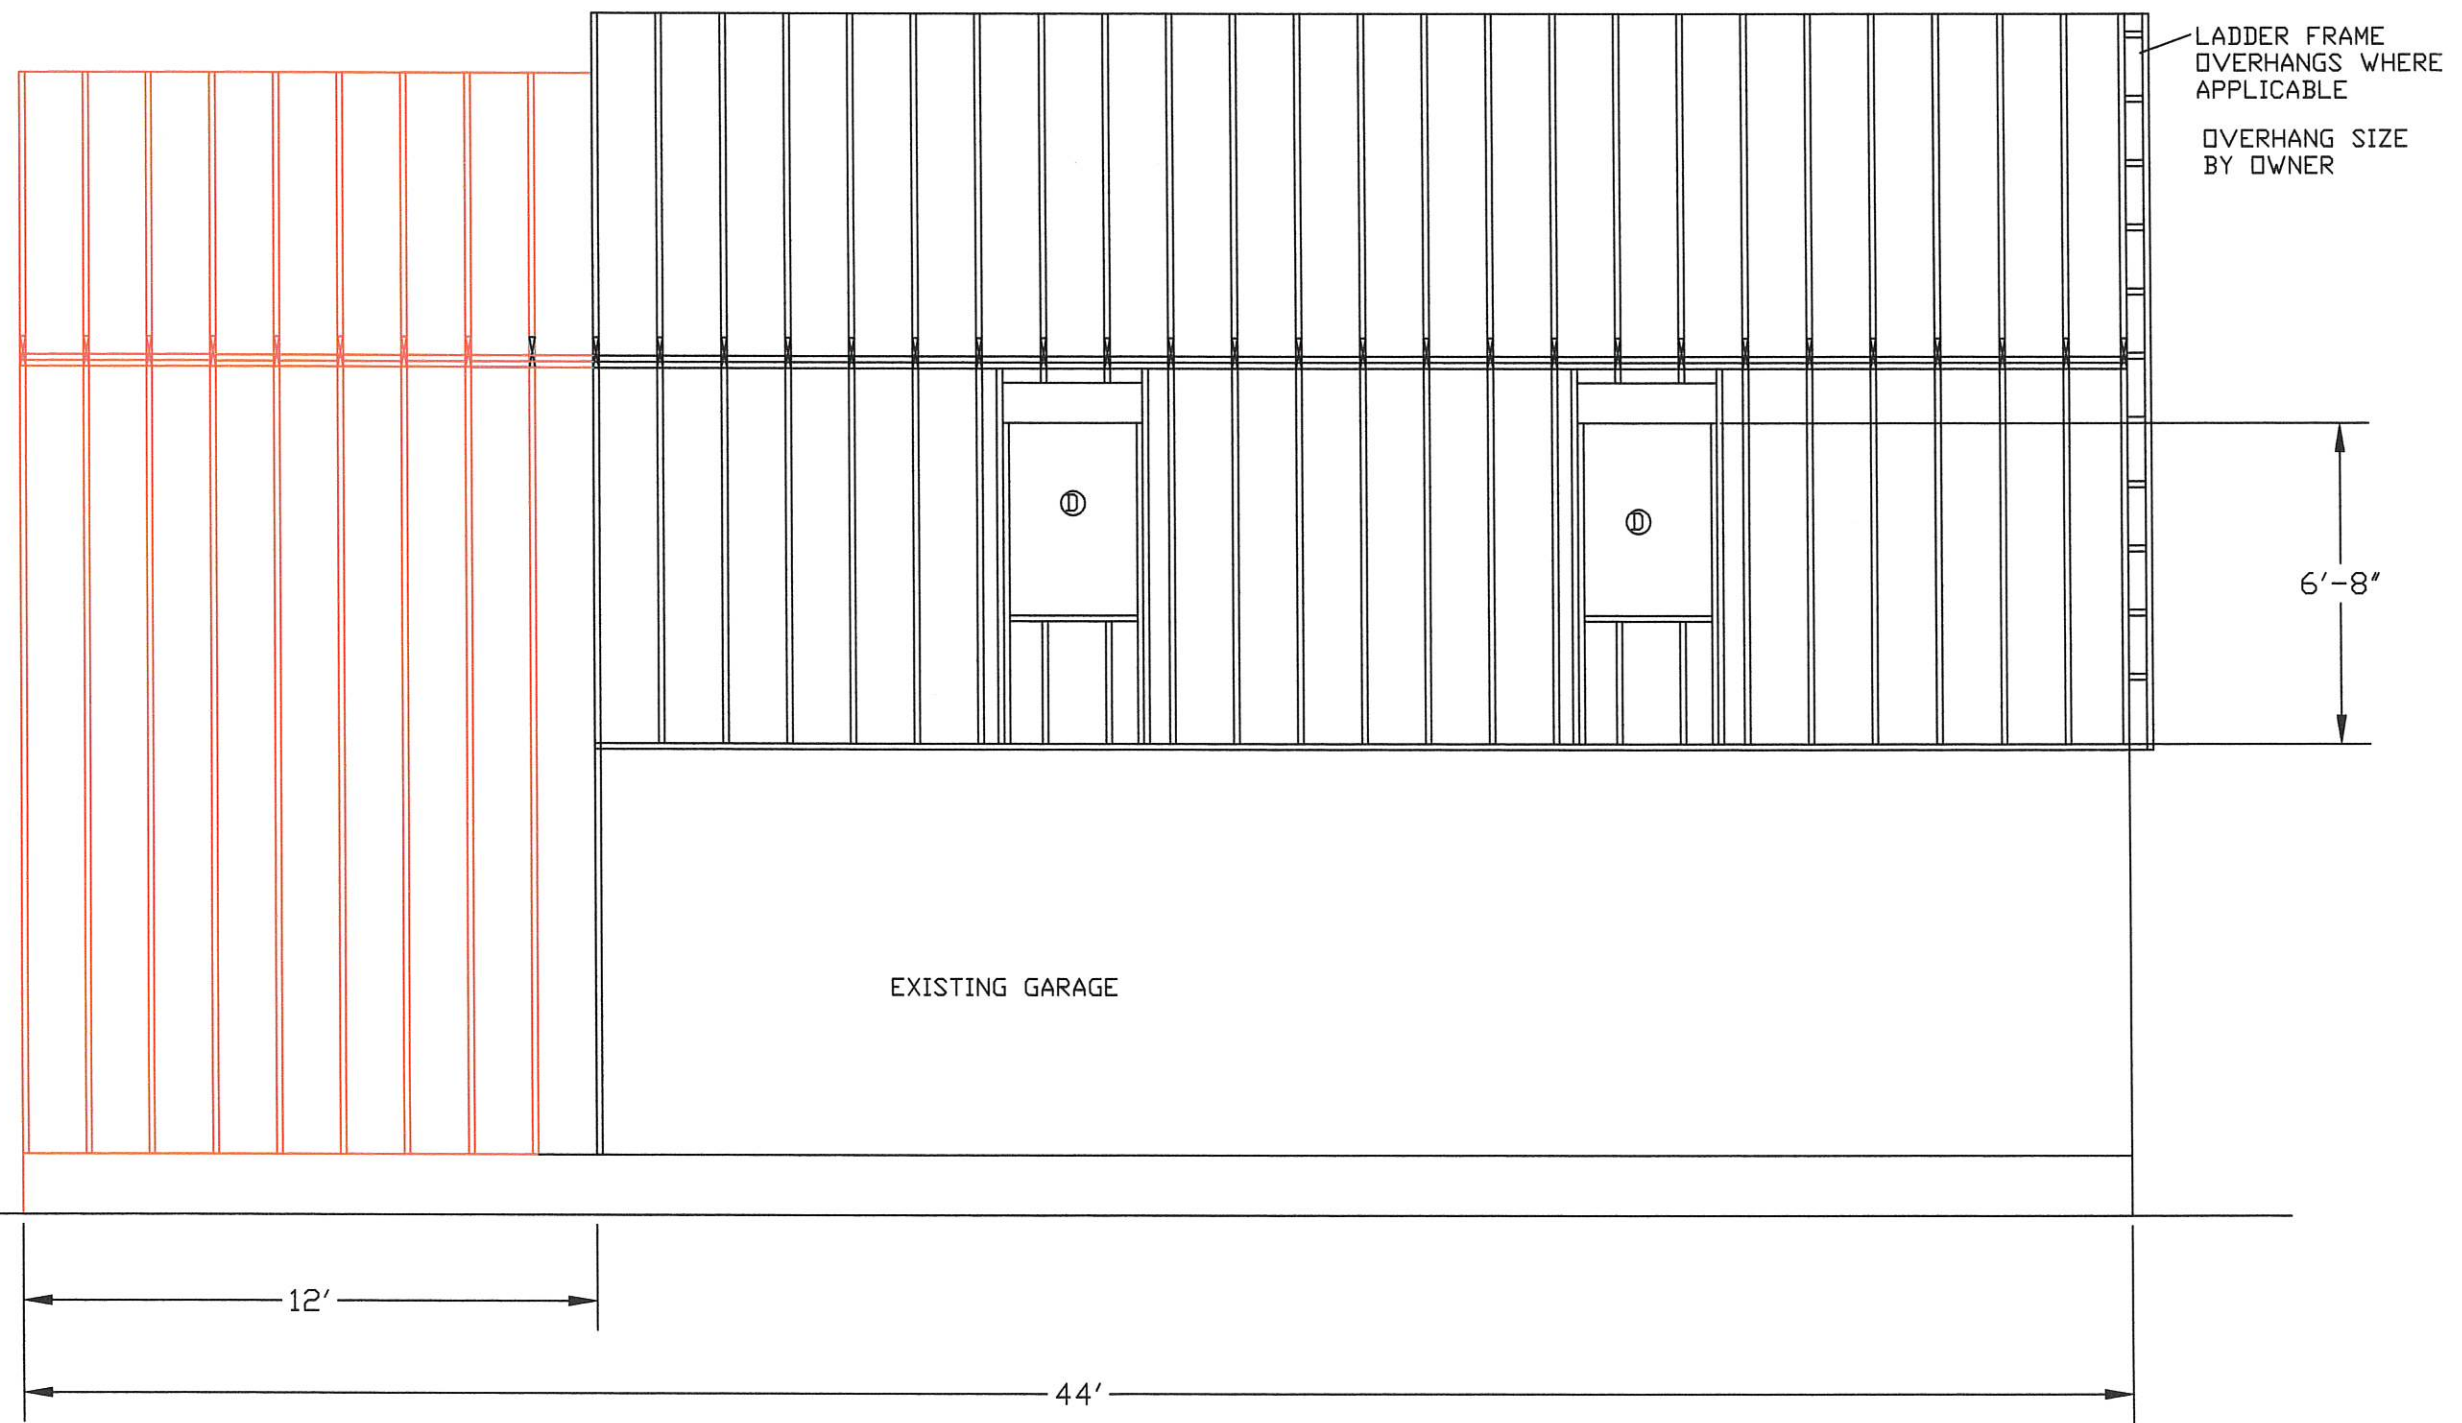 LADDER FRAME
OVERHANGS WHERE
APPLICABLE
OVERHANG SIZE
BY OWNER
D
D
6'-8"
EXISTING GARAGE
12'
44'